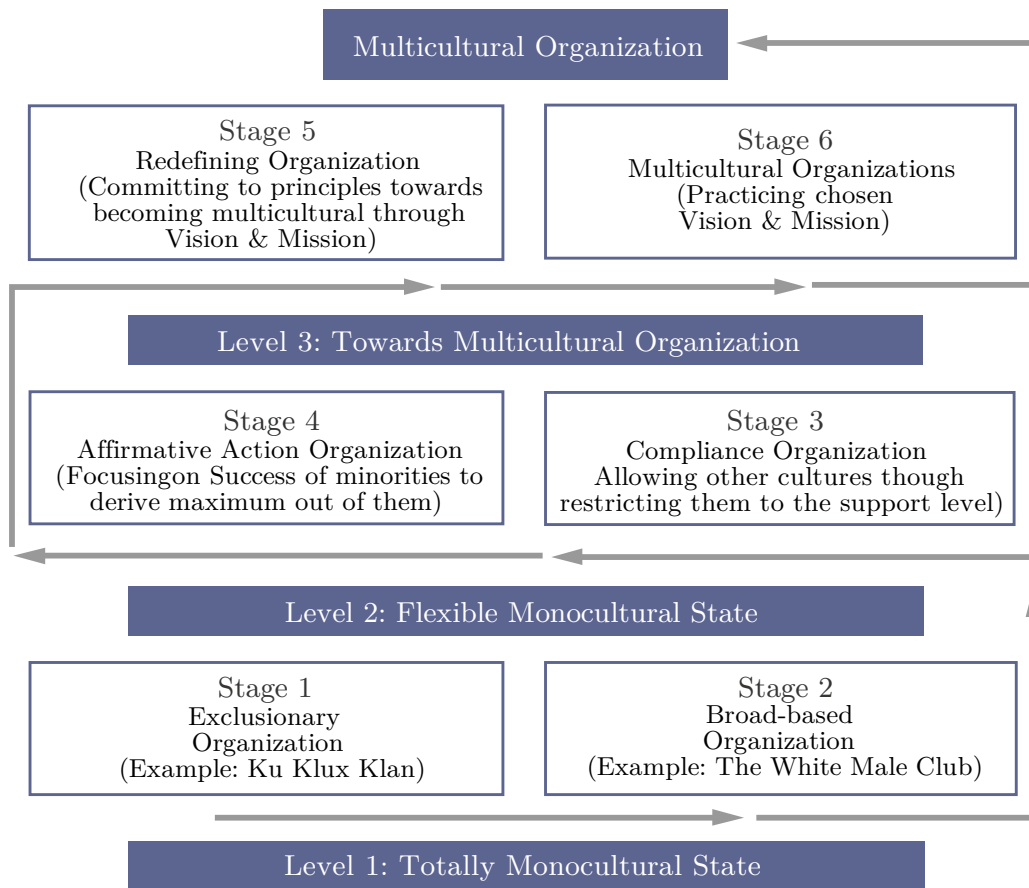 Multicultural Organization
Stage 5
Redefining Organization
(Committing to principles towards
becoming multicultural through
Vision & Mission)
Stage 6
Multicultural Organizations
(Practicing chosen
Vision & Mission)
Level 3: Towards Multicultural Organization
Stage 4
Affirmative Action Organization
(Focusingon Success of minorities to
derive maximum out of them)
Stage 3
Compliance Organization
Allowing other cultures though
restricting them to the support level)
Level 2: Flexible Monocultural State
Stage 1
Exclusionary
Organization
(Example: Ku Klux Klan)
Stage 2
Broad-based
Organization
(Example: The White Male Club)
Level 1: Totally Monocultural State